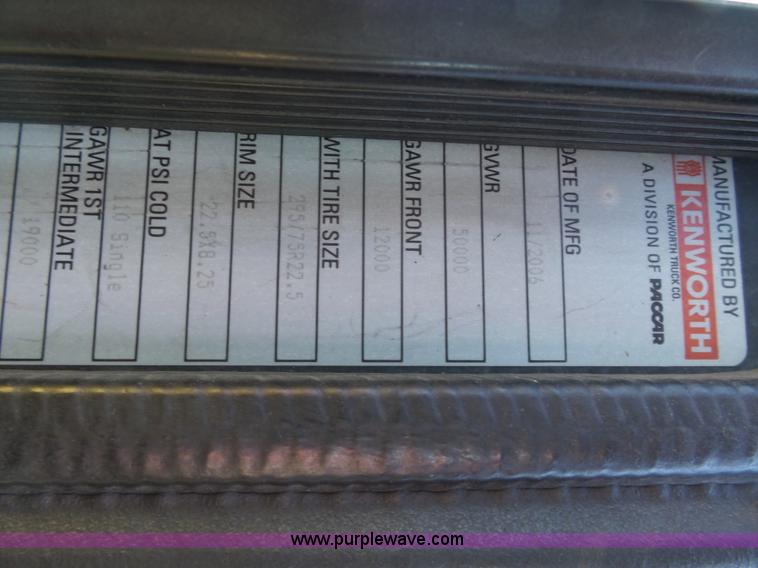 MANUFACTURED BY
KENWORTH
KENWORTH TRUCK CO.
A DIVISION OF PACCAR
DATE OF MFG
11/2006
GVWR
50000
GAWR FRONT
12000
WITH TIRE SIZE
295/75R22.5
RIM SIZE
22.5X8.25
AT PSI COLD
110 Single
GAWR 1ST
INTERMEDIATE
19000
www.purplewave.com